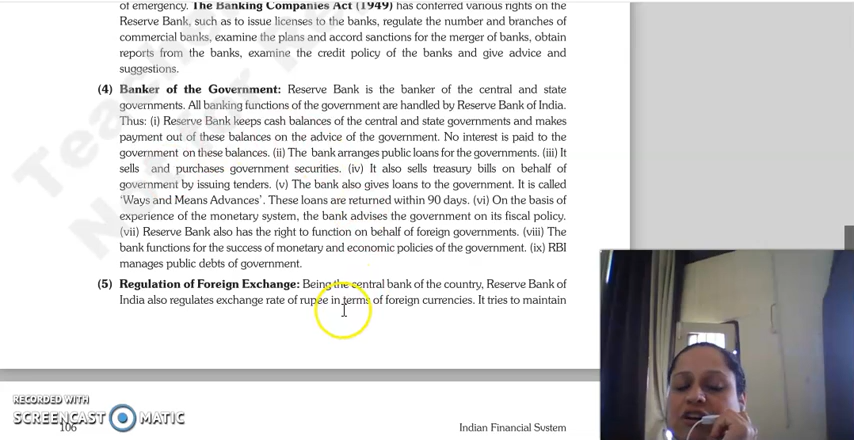 of emergency. The Banking Companies Act (1949) has conferred various rights on the
Reserve Bank, such as to issue licenses to the banks, regulate the number and branches of
commercial banks, examine the plans and accord sanctions for the merger of banks, obtain
reports from the banks, examine the credit policy of the banks and give advice and
suggestions.
(4) Banker of the Government: Reserve Bank is the banker of the central and state
governments. All banking functions of the government are handled by Reserve Bank of India.
Thus: (i) Reserve Bank keeps cash balances of the central and state governments and makes
payment out of these balances on the advice of the government. No interest is paid to the
government on these balances. (ii) The bank arranges public loans for the governments. (iii) It
sells and purchases government securities. (iv) It also sells treasury bills on behalf of
government by issuing tenders. (v) The bank also gives loans to the government. It is called
'Ways and Means Advances'. These loans are returned within 90 days. (vi) On the basis of
experience of the monetary system, the bank advises the government on its fiscal policy.
(vii) Reserve Bank also has the right to function on behalf of foreign governments. (viii) The
bank functions for the success of monetary and economic policies of the government. (ix) RBI
manages public debts of government.
(5) Regulation of Foreign Exchange: Being the central bank of the country, Reserve Bank of
India also regulates exchange rate of rupee in terms of foreign currencies. It tries to maintain
RECORDED WITH
SCREENCAST MATIC
106
Indian Financial System